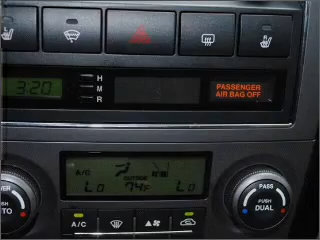 3:20
H
M
R
PASSENGER
AIR BAG OFF
A/C
Lo 74F Lo
PASS
PUSH
DUAL
A/C